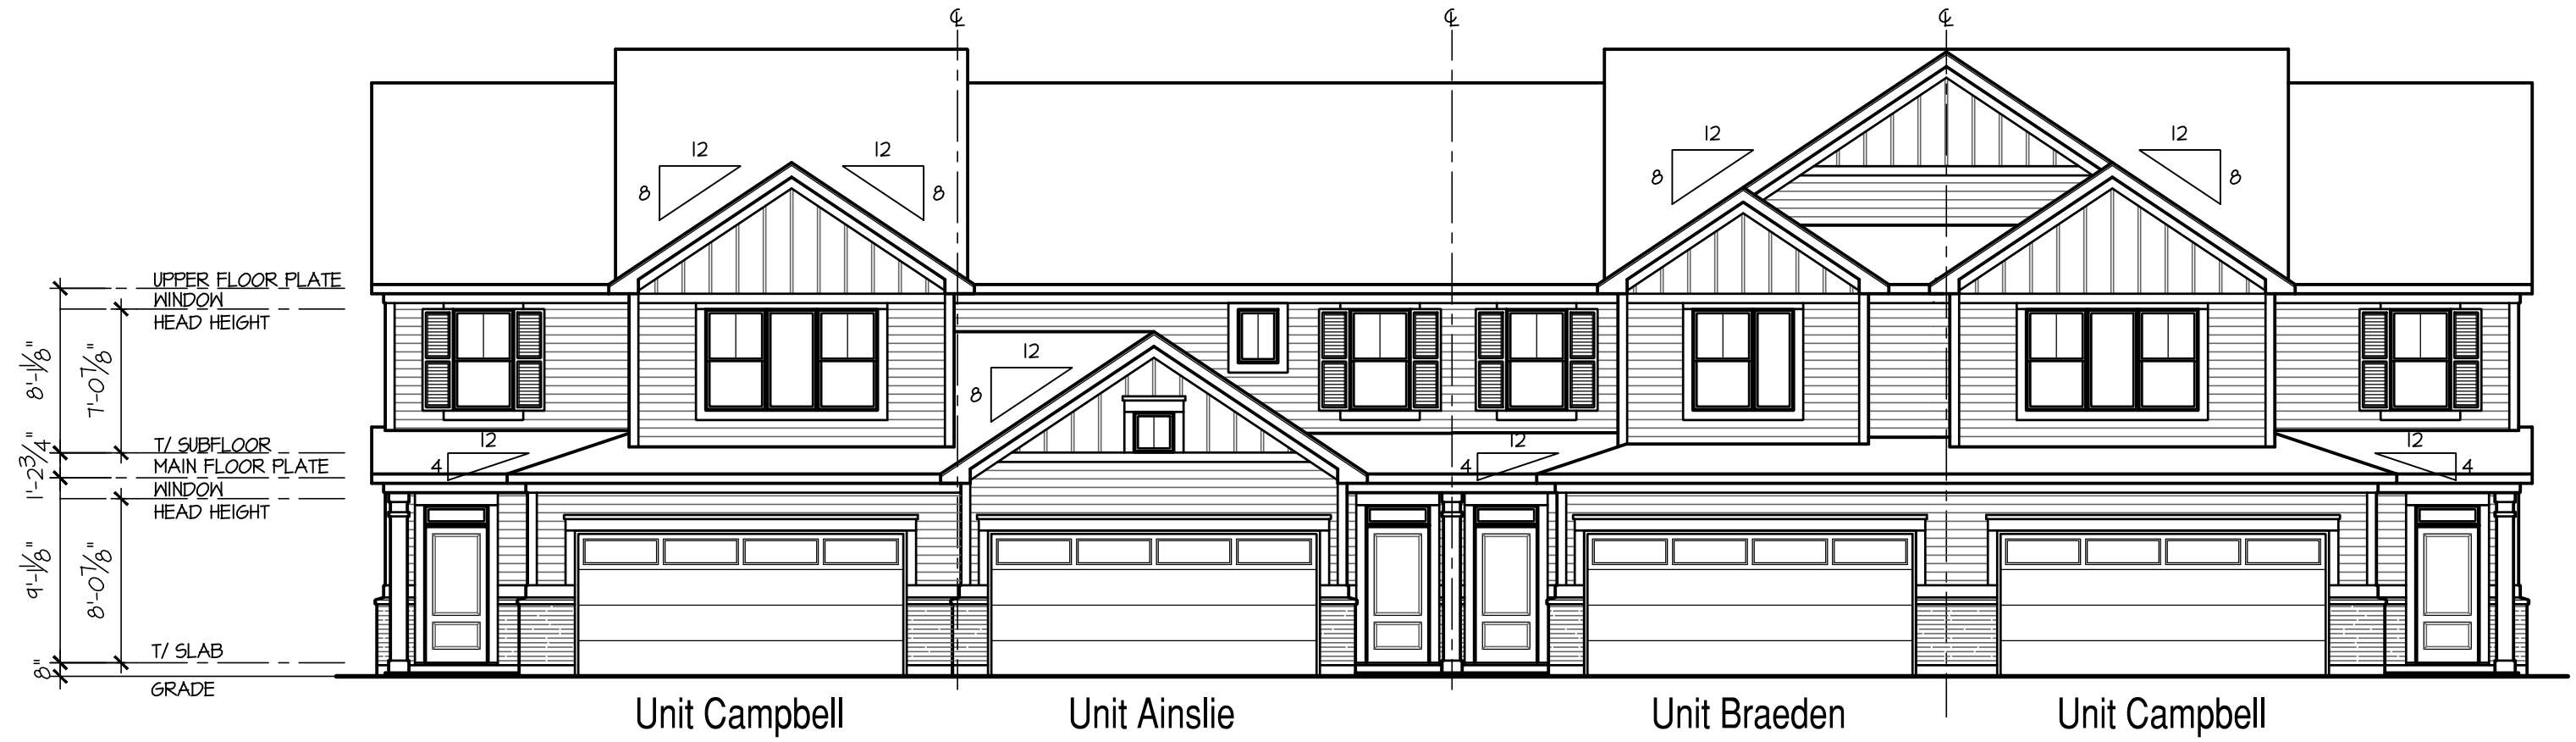 ℄ ℄ ℄
12 12 12 12
8 8 8 8
UPPER FLOOR PLATE
WINDOW
HEAD HEIGHT
8'-1⅛"
7'-0⅞"
12
8
T/ SUBFLOOR
12 12 12
4 4 4
1'-2¾"
MAIN FLOOR PLATE
WINDOW
HEAD HEIGHT
9'-1⅛"
8'-0⅞"
T/ SLAB
8"
GRADE
Unit Campbell Unit Ainslie Unit Braeden Unit Campbell